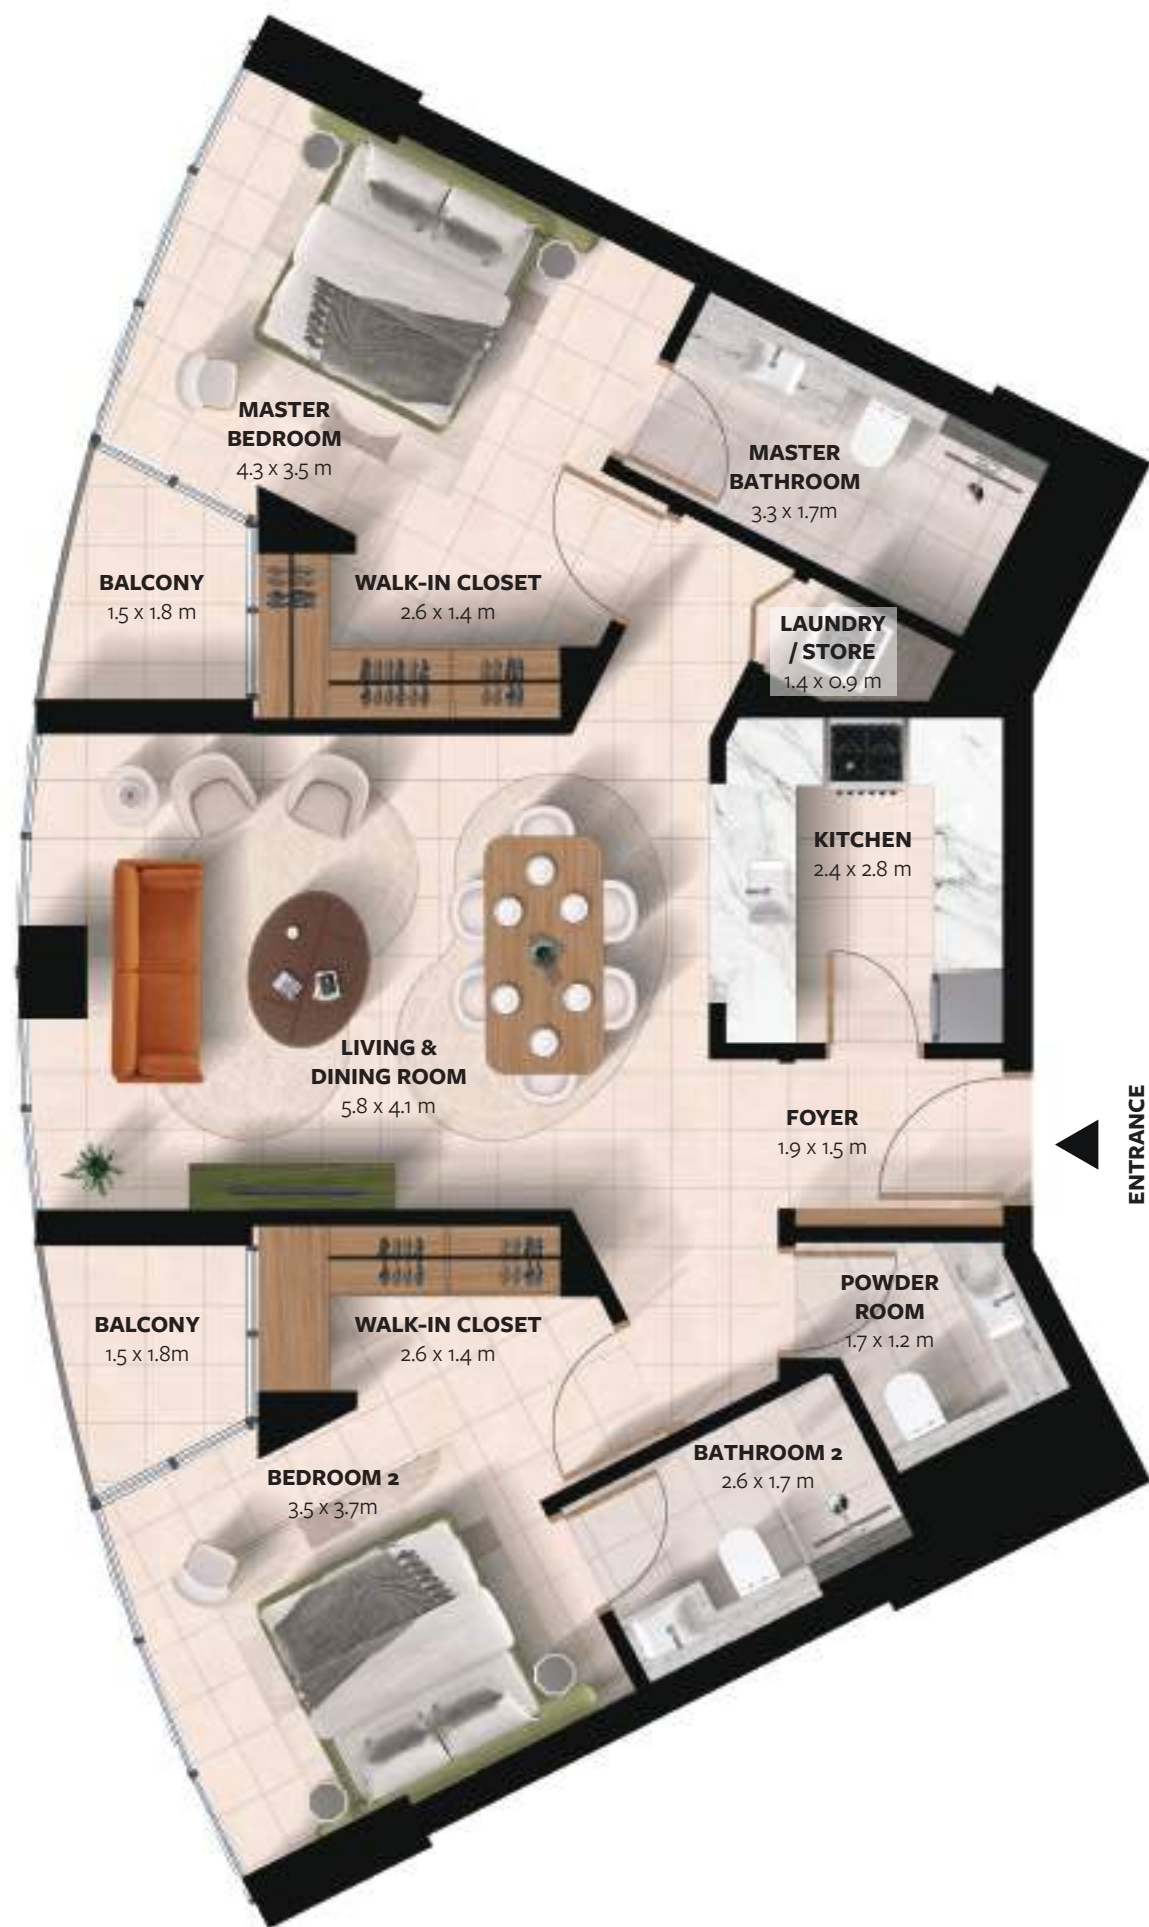 MASTER
BEDROOM
4.3 x 3.5 m
MASTER
BATHROOM
3.3 x 1.7m
BALCONY
1.5 x 1.8 m
WALK-IN CLOSET
2.6 x 1.4 m
LAUNDRY
/ STORE
1.4 x 0.9 m
KITCHEN
2.4 x 2.8 m
LIVING &
DINING ROOM
5.8 x 4.1 m
FOYER
1.9 x 1.5 m
ENTRANCE
POWDER
ROOM
1.7 x 1.2 m
BALCONY
1.5 x 1.8m
WALK-IN CLOSET
2.6 x 1.4 m
BEDROOM 2
3.5 x 3.7m
BATHROOM 2
2.6 x 1.7 m